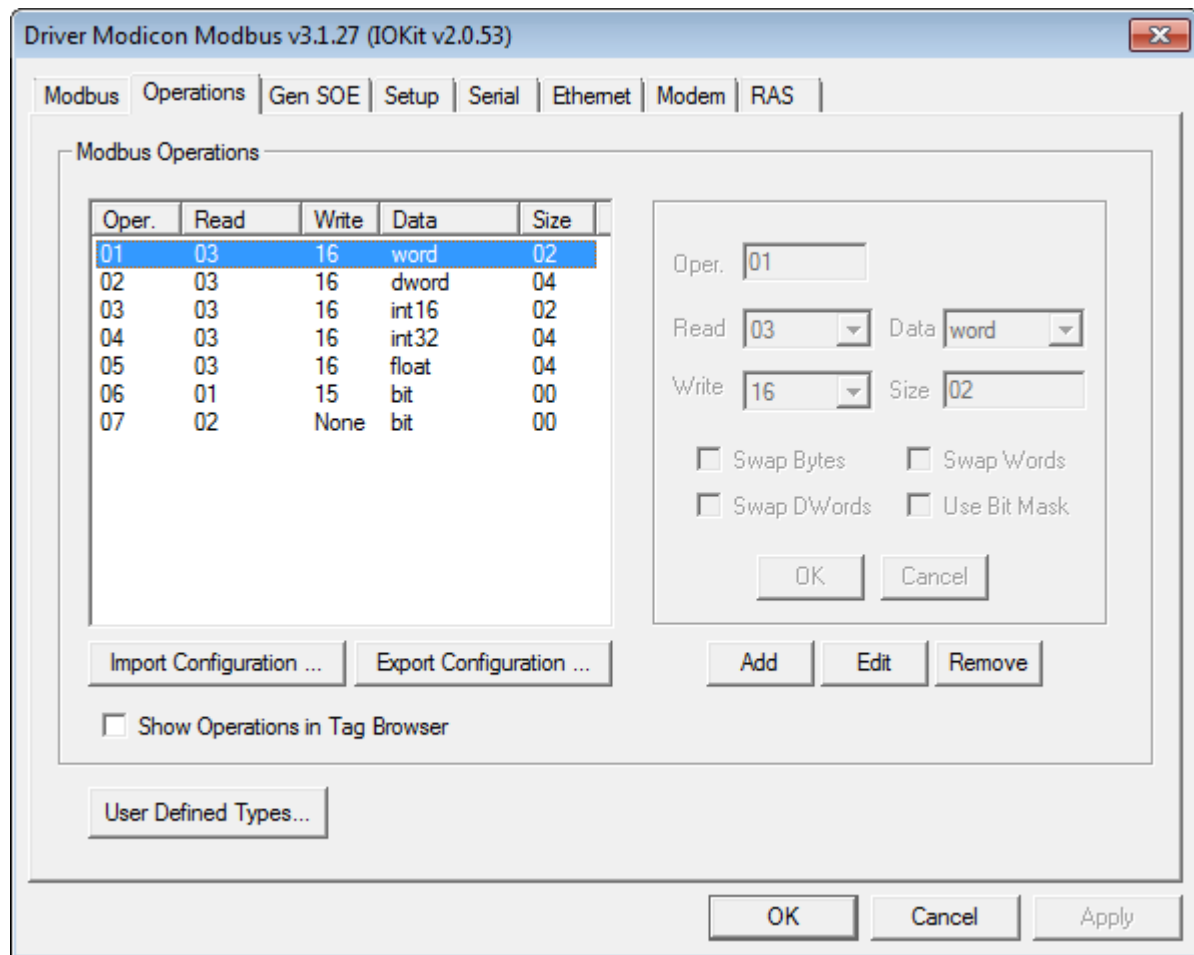 Driver Modicon Modbus v3.1.27 (IOKit v2.0.53)
Modbus Operations Gen SOE Setup Serial Ethernet Modem RAS
Modbus Operations
Oper. Read Write Data Size
01 03 16 word 02
02 03 16 dword 04
03 03 16 int16 02
04 03 16 int32 04
05 03 16 float 04
06 01 15 bit 00
07 02 None bit 00
Oper. 01
Read 03 Data word
Write 16 Size 02
Swap Bytes Swap Words
Swap DWords Use Bit Mask
OK Cancel
Import Configuration ... Export Configuration ... Add Edit Remove
Show Operations in Tag Browser
User Defined Types...
OK Cancel Apply